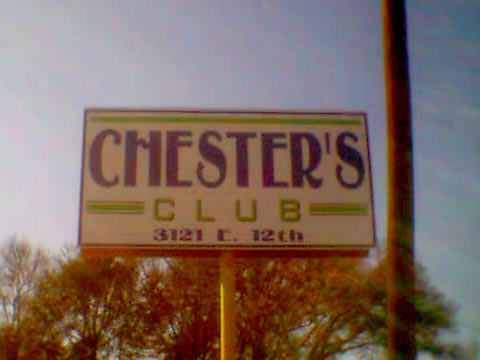 CHESTER'S
CLUB
3121 E. 12th